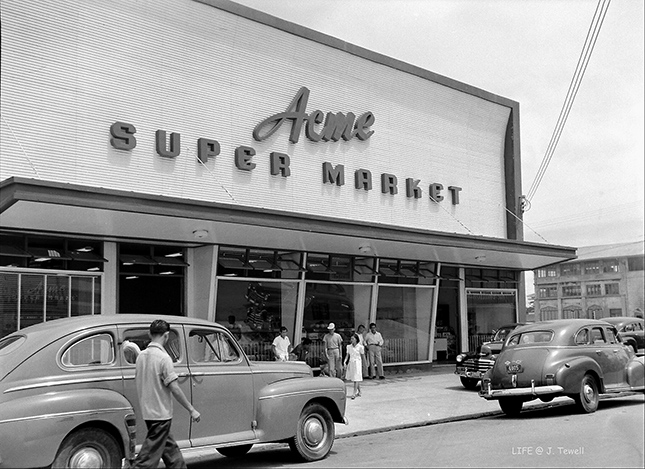 Acme
SUPER MARKET
LIFE @ J. Tewell